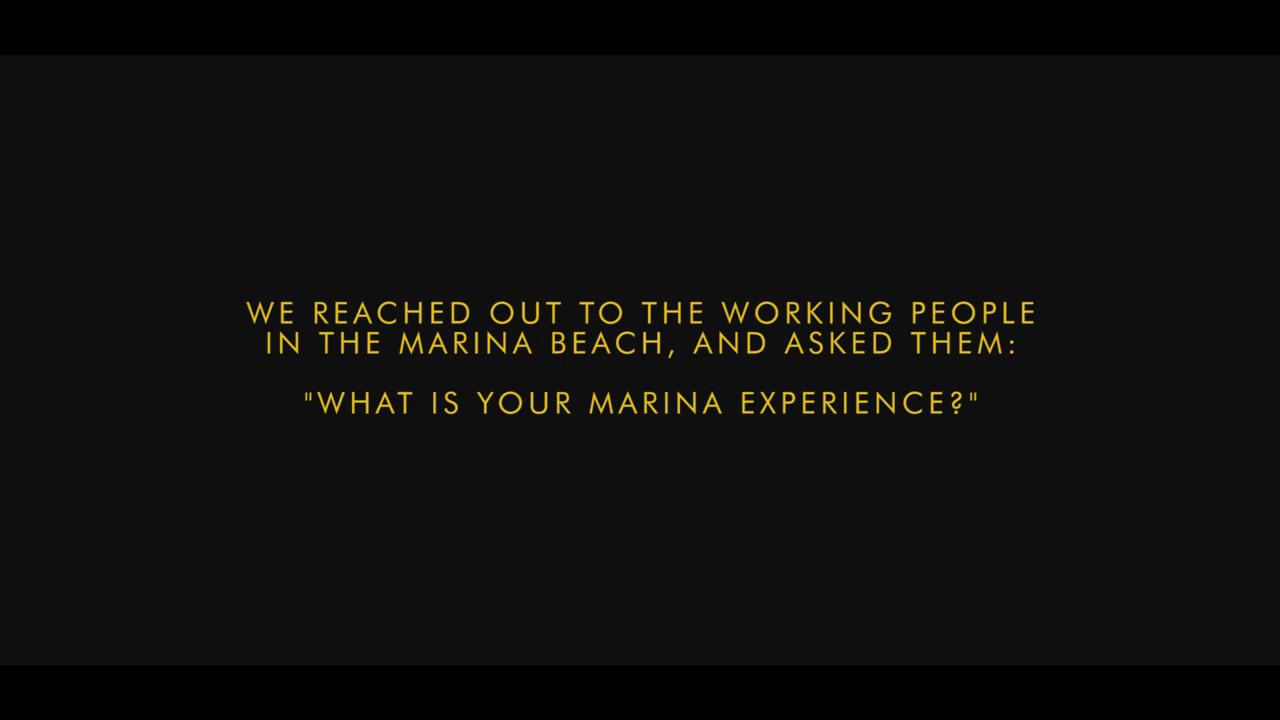 WE REACHED OUT TO THE WORKING PEOPLE
IN THE MARINA BEACH, AND ASKED THEM:
"WHAT IS YOUR MARINA EXPERIENCE?"